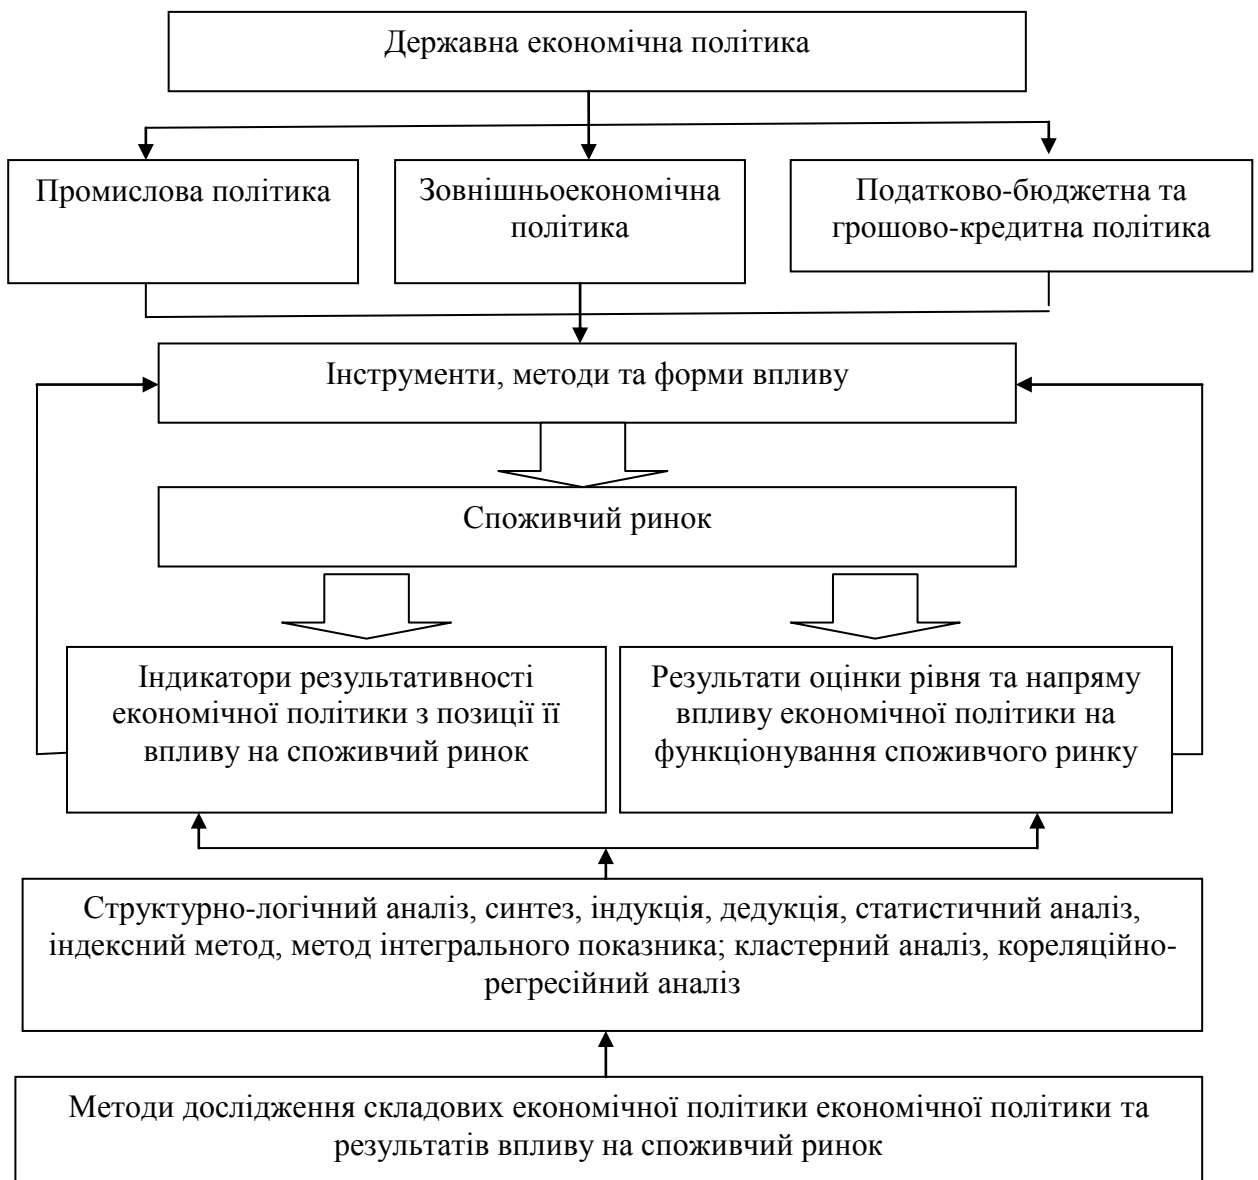 Державна економічна політика
Промислова політика
Зовнішньоекономічна
політика
Податково-бюджетна та
грошово-кредитна політика
Інструменти, методи та форми впливу
Споживчий ринок
Індикатори результативності
економічної політики з позиції її
впливу на споживчий ринок
Результати оцінки рівня та напряму
впливу економічної політики на
функціонування споживчого ринку
Структурно-логічний аналіз, синтез, індукція, дедукція, статистичний аналіз,
індексний метод, метод інтегрального показника; кластерний аналіз, кореляційно-
регресійний аналіз
Методи дослідження складових економічної політики економічної політики та
результатів впливу на споживчий ринок